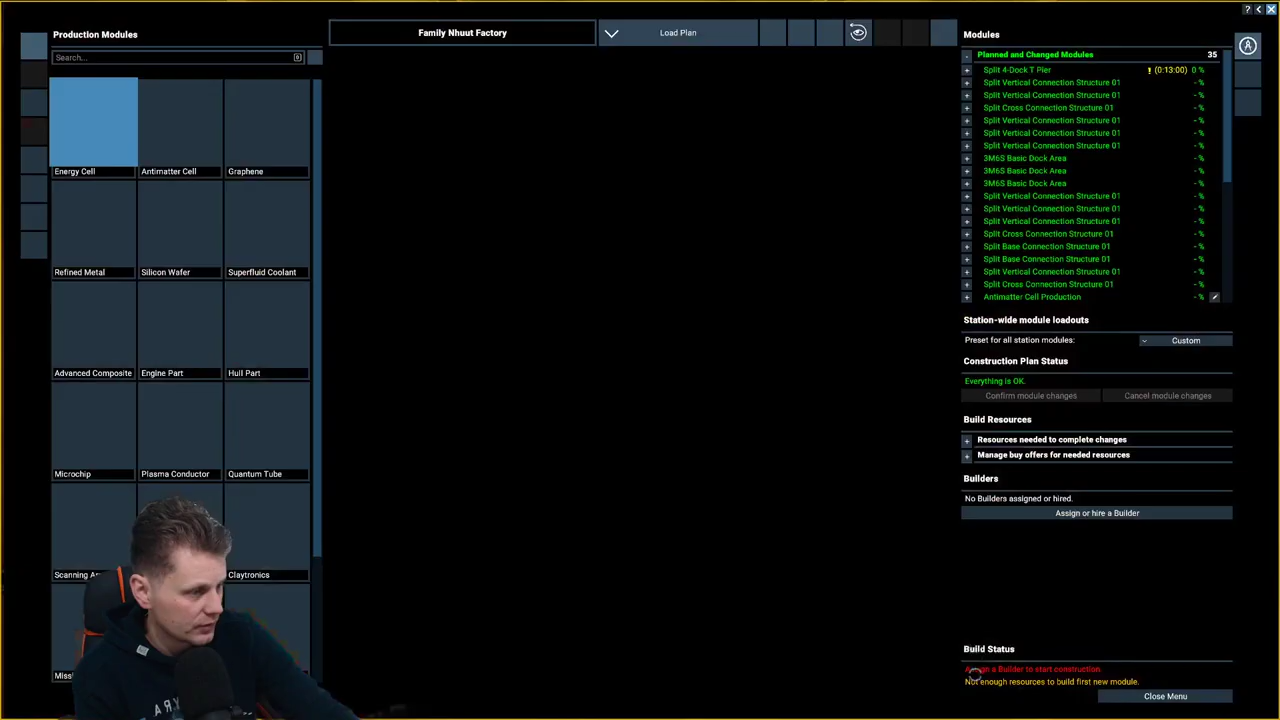 Production Modules
Search...
Energy Cell
Antimatter Cell
Graphene
Refined Metal
Silicon Wafer
Superfluid Coolant
Advanced Composite
Engine Part
Hull Part
Microchip
Plasma Conductor
Quantum Tube
Claytronics
Family Nhuut Factory
Load Plan
Modules
Planned and Changed Modules 35
Split 4-Dock T Pier ! (0:13:00) 0 %
Split Vertical Connection Structure 01 - %
Split Vertical Connection Structure 01 - %
Split Cross Connection Structure 01 - %
Split Vertical Connection Structure 01 - %
Split Vertical Connection Structure 01 - %
Split Vertical Connection Structure 01 - %
3M6S Basic Dock Area - %
3M6S Basic Dock Area - %
3M6S Basic Dock Area - %
Split Vertical Connection Structure 01 - %
Split Vertical Connection Structure 01 - %
Split Vertical Connection Structure 01 - %
Split Cross Connection Structure 01 - %
Split Base Connection Structure 01 - %
Split Base Connection Structure 01 - %
Split Vertical Connection Structure 01 - %
Split Cross Connection Structure 01 - %
Antimatter Cell Production - %
Station-wide module loadouts
Preset for all station modules: Custom
Construction Plan Status
Everything is OK.
Confirm module changes
Cancel module changes
Build Resources
Resources needed to complete changes
Manage buy offers for needed resources
Builders
No Builders assigned or hired.
Assign or hire a Builder
Build Status
Assign a Builder to start construction
Not enough resources to build first new module.
Close Menu